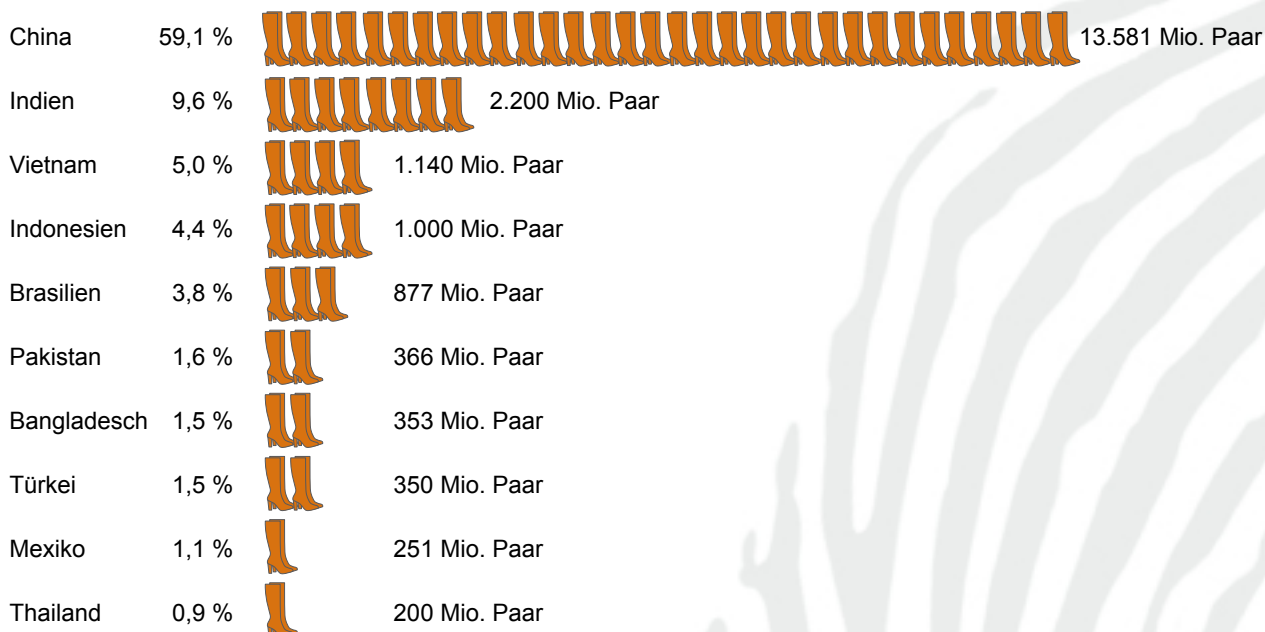 China 59,1 % 13.581 Mio. Paar
Indien 9,6 % 2.200 Mio. Paar
Vietnam 5,0 % 1.140 Mio. Paar
Indonesien 4,4 % 1.000 Mio. Paar
Brasilien 3,8 % 877 Mio. Paar
Pakistan 1,6 % 366 Mio. Paar
Bangladesch 1,5 % 353 Mio. Paar
Türkei 1,5 % 350 Mio. Paar
Mexiko 1,1 % 251 Mio. Paar
Thailand 0,9 % 200 Mio. Paar